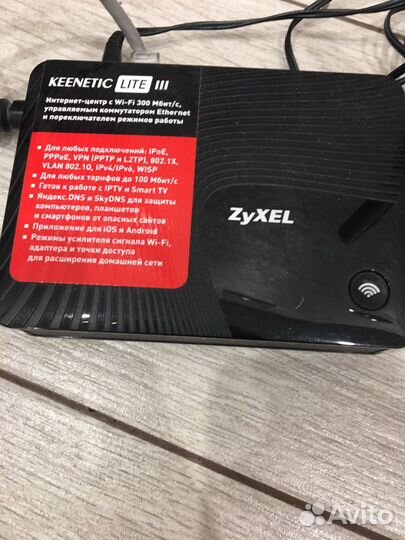 KEENETIC LITE III
Интернет-центр с Wi-Fi 300 Мбит/с,
управляемым коммутатором Ethernet
и переключателем режимов работы
• Для любых подключений: IPoE,
PPPoE, VPN (PPTP и L2TP), 802.1X,
VLAN 802.1Q, IPv4/IPv6, WISP
• Для любых тарифов до 100 Мбит/с
• Готов к работе с IPTV и Smart TV
• Яндекс.DNS и SkyDNS для защиты
компьютеров, планшетов
и смартфонов от опасных сайтов
• Приложение для iOS и Android
• Режимы усилителя сигнала Wi-Fi,
адаптера и точки доступа
для расширения домашней сети
ZyXEL
Avito